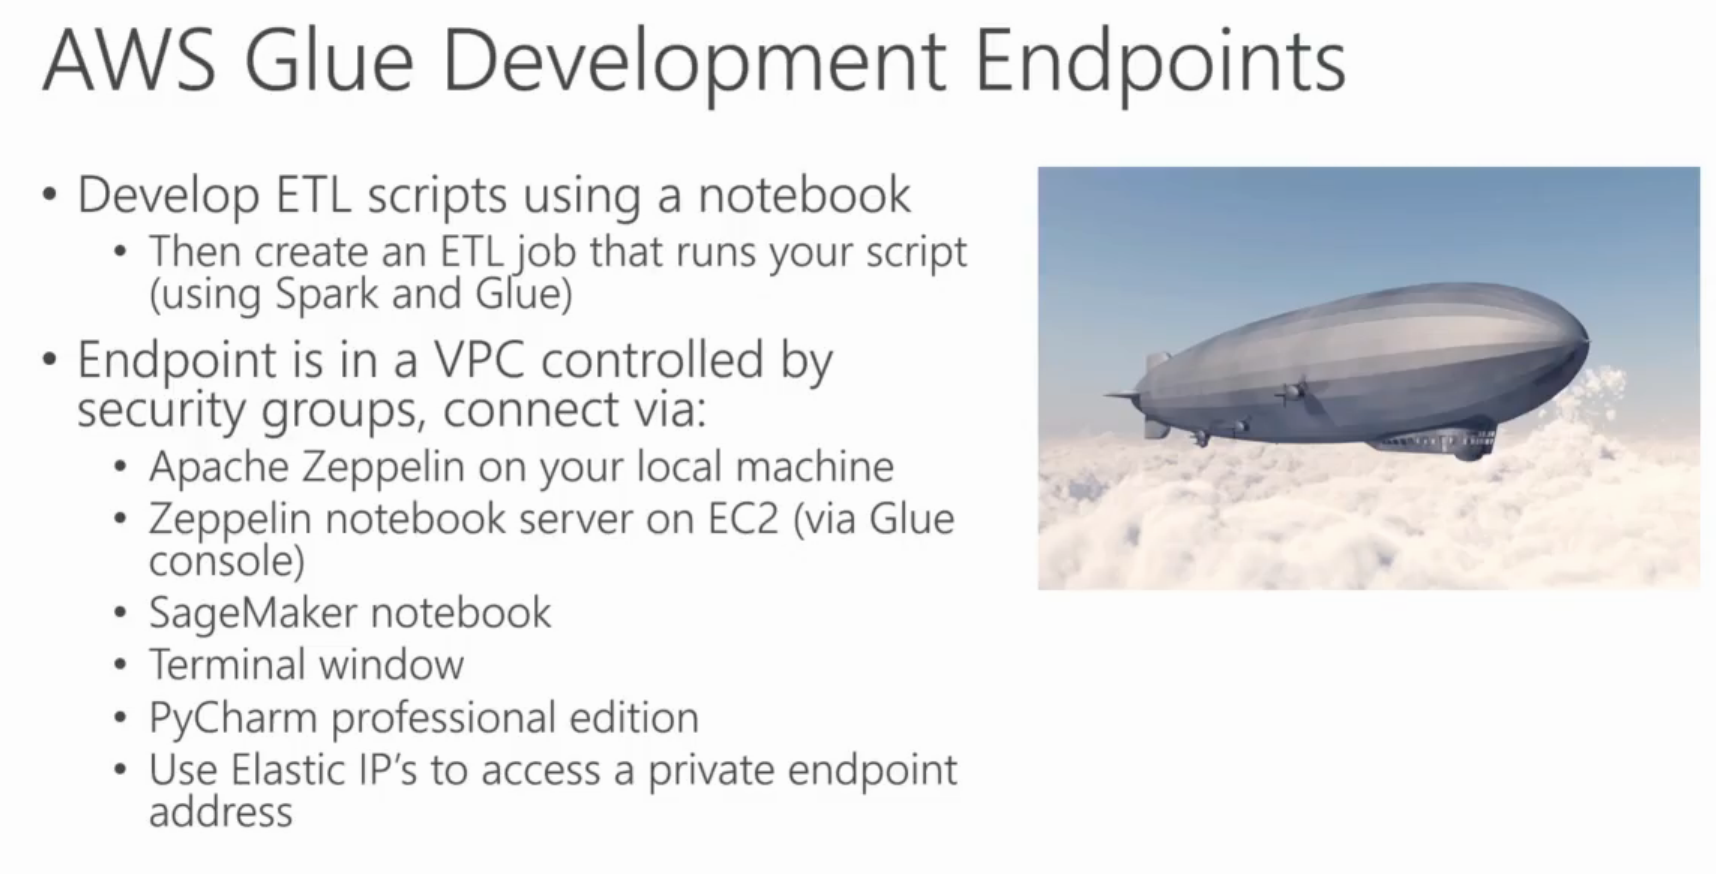 AWS Glue Development Endpoints
• Develop ETL scripts using a notebook
• Then create an ETL job that runs your script
(using Spark and Glue)
• Endpoint is in a VPC controlled by
security groups, connect via:
• Apache Zeppelin on your local machine
• Zeppelin notebook server on EC2 (via Glue
console)
• SageMaker notebook
• Terminal window
• PyCharm professional edition
• Use Elastic IP's to access a private endpoint
address